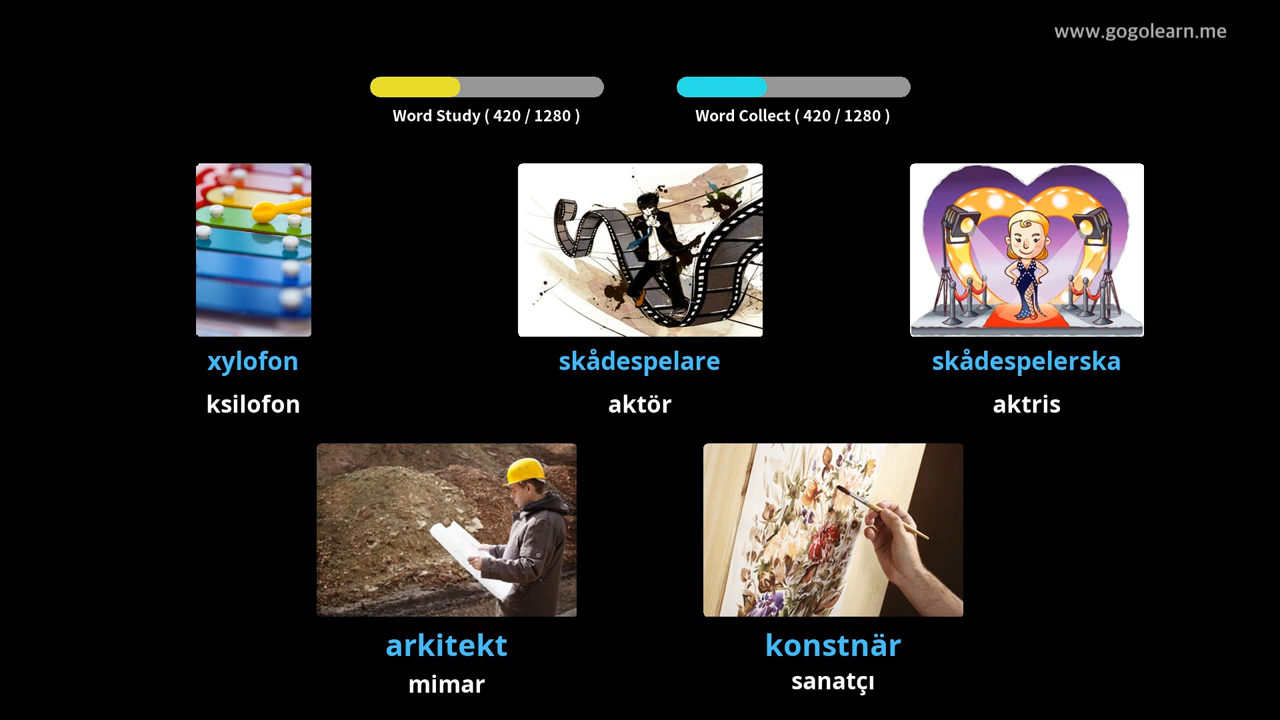 www.gogolearn.me
Word Study ( 420 / 1280 )
Word Collect ( 420 / 1280 )
xylofon
skådespelare
skådespelerska
ksilofon
aktör
aktris
arkitekt
konstnär
mimar
sanatçı